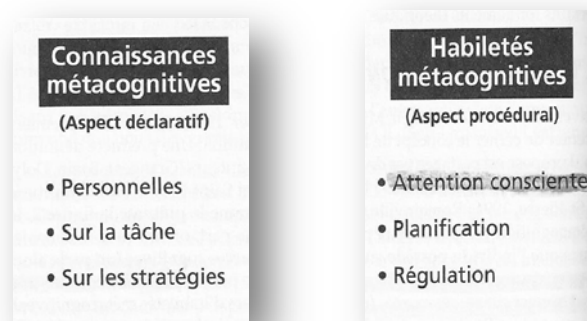 Connaissances
métacognitives
(Aspect déclaratif)
• Personnelles
• Sur la tâche
• Sur les stratégies
Habiletés
métacognitives
(Aspect procédural)
• Attention consciente
• Planification
• Régulation